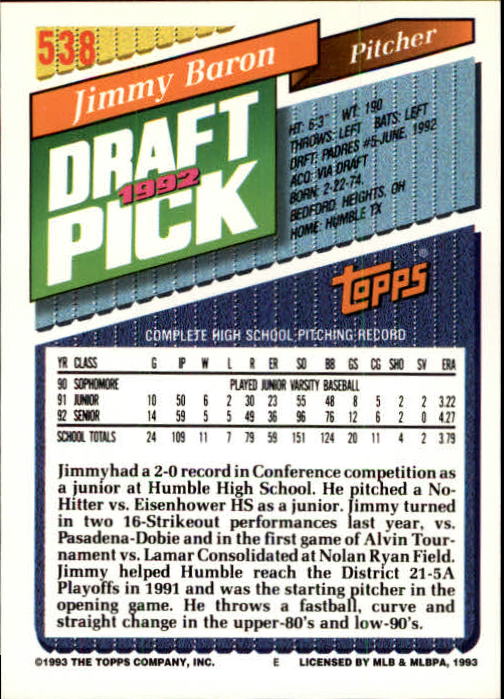 538
Jimmy Baron
Pitcher
DRAFT
1992
PICK
HT: 6'3" WT: 190
THROWS: LEFT BATS: LEFT
DRFT: PADRES #5-JUNE, 1992
ACQ: VIA DRAFT
BORN: 2-22-74,
BEDFORD, HEIGHTS, OH
HOME: HUMBLE TX
TOPPS®
COMPLETE HIGH SCHOOL PITCHING RECORD
YR CLASS G IP W L R ER SO BB GS CG SHO SV ERA
90 SOPHOMORE PLAYED JUNIOR VARSITY BASEBALL
91 JUNIOR 10 50 6 2 30 23 55 48 8 5 2 2 3.22
92 SENIOR 14 59 5 5 49 36 96 76 12 6 2 0 4.27
SCHOOL TOTALS 24 109 11 7 79 59 151 124 20 11 4 2 3.79
Jimmyhad a 2-0 record in Conference competition as
a junior at Humble High School. He pitched a No-
Hitter vs. Eisenhower HS as a junior. Jimmy turned
in two 16-Strikeout performances last year, vs.
Pasadena-Dobie and in the first game of Alvin Tour-
nament vs. Lamar Consolidated at Nolan Ryan Field.
Jimmy helped Humble reach the District 21-5A
Playoffs in 1991 and was the starting pitcher in the
opening game. He throws a fastball, curve and
straight change in the upper-80's and low-90's.
©1993 THE TOPPS COMPANY, INC. E LICENSED BY MLB & MLBPA, 1993